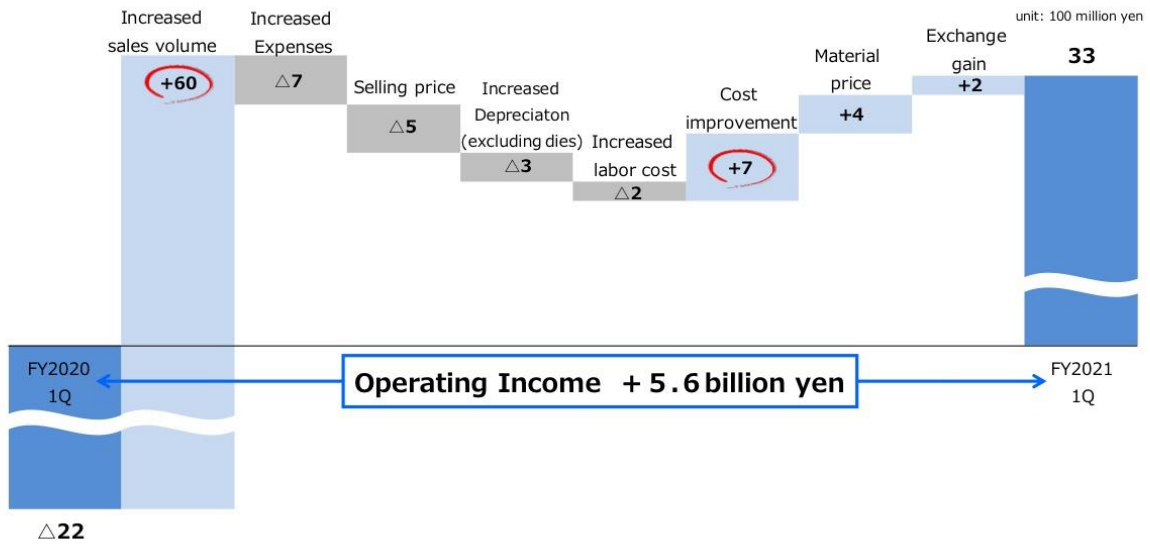 unit: 100 million yen
Increased
sales volume
+60
Increased
Expenses
△7
Selling price
△5
Increased
Depreciaton
(excluding dies)
△3
Increased
labor cost
△2
Cost
improvement
+7
Material
price
+4
Exchange
gain
+2
33
FY2020
1Q
Operating Income + 5.6 billion yen
FY2021
1Q
△22